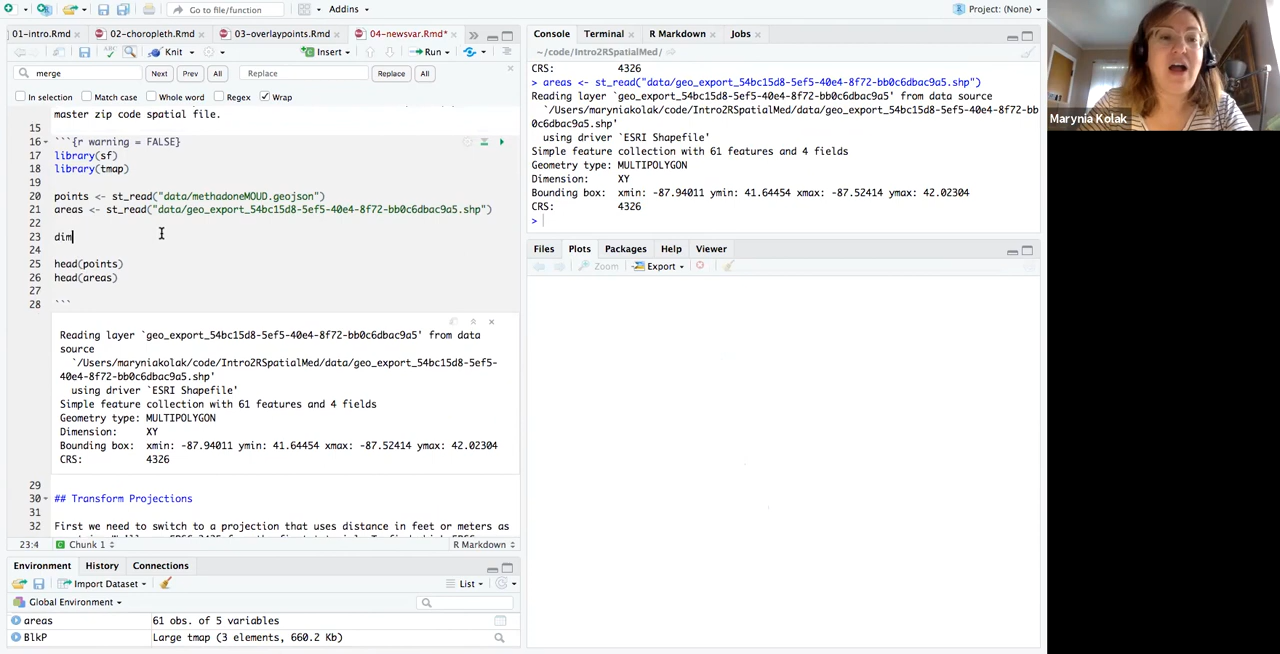 Go to file/function
Addins
Project: (None)
01-intro.Rmd
02-choropleth.Rmd
03-overlaypoints.Rmd
04-newsvar.Rmd*
ABC
Knit
Insert
Run
merge
Next
Prev
All
Replace
Replace
All
In selection
Match case
Whole word
Regex
Wrap
master zip code spatial file.
15
16 ```{r warning = FALSE}
17 library(sf)
18 library(tmap)
19
20 points <- st_read("data/methadoneMOUD.geojson")
21 areas <- st_read("data/geo_export_54bc15d8-5ef5-40e4-8f72-bb0c6dbac9a5.shp")
22
23 dim
24
25 head(points)
26 head(areas)
27
28 ```
Reading layer `geo_export_54bc15d8-5ef5-40e4-8f72-bb0c6dbac9a5' from data
source
`/Users/maryniakolak/code/Intro2RSpatialMed/data/geo_export_54bc15d8-5ef5-
40e4-8f72-bb0c6dbac9a5.shp'
using driver `ESRI Shapefile'
Simple feature collection with 61 features and 4 fields
Geometry type: MULTIPOLYGON
Dimension: XY
Bounding box: xmin: -87.94011 ymin: 41.64454 xmax: -87.52414 ymax: 42.02304
CRS: 4326
29
30 ## Transform Projections
31
32 First we need to switch to a projection that uses distance in feet or meters as
23:4
Chunk 1
R Markdown
Environment
History
Connections
Import Dataset
List
Global Environment
areas 61 obs. of 5 variables
BlkP Large tmap (3 elements, 660.2 Kb)
Console
Terminal
R Markdown
Jobs
~/code/Intro2RSpatialMed/
CRS: 4326
> areas <- st_read("data/geo_export_54bc15d8-5ef5-40e4-8f72-bb0c6dbac9a5.shp")
Reading layer `geo_export_54bc15d8-5ef5-40e4-8f72-bb0c6dbac9a5' from data source
`/Users/maryniakolak/code/Intro2RSpatialMed/data/geo_export_54bc15d8-5ef5-40e4-8f72-bb
0c6dbac9a5.shp'
using driver `ESRI Shapefile'
Simple feature collection with 61 features and 4 fields
Geometry type: MULTIPOLYGON
Dimension: XY
Bounding box: xmin: -87.94011 ymin: 41.64454 xmax: -87.52414 ymax: 42.02304
CRS: 4326
>
Files
Plots
Packages
Help
Viewer
Zoom
Export
Marynia Kolak